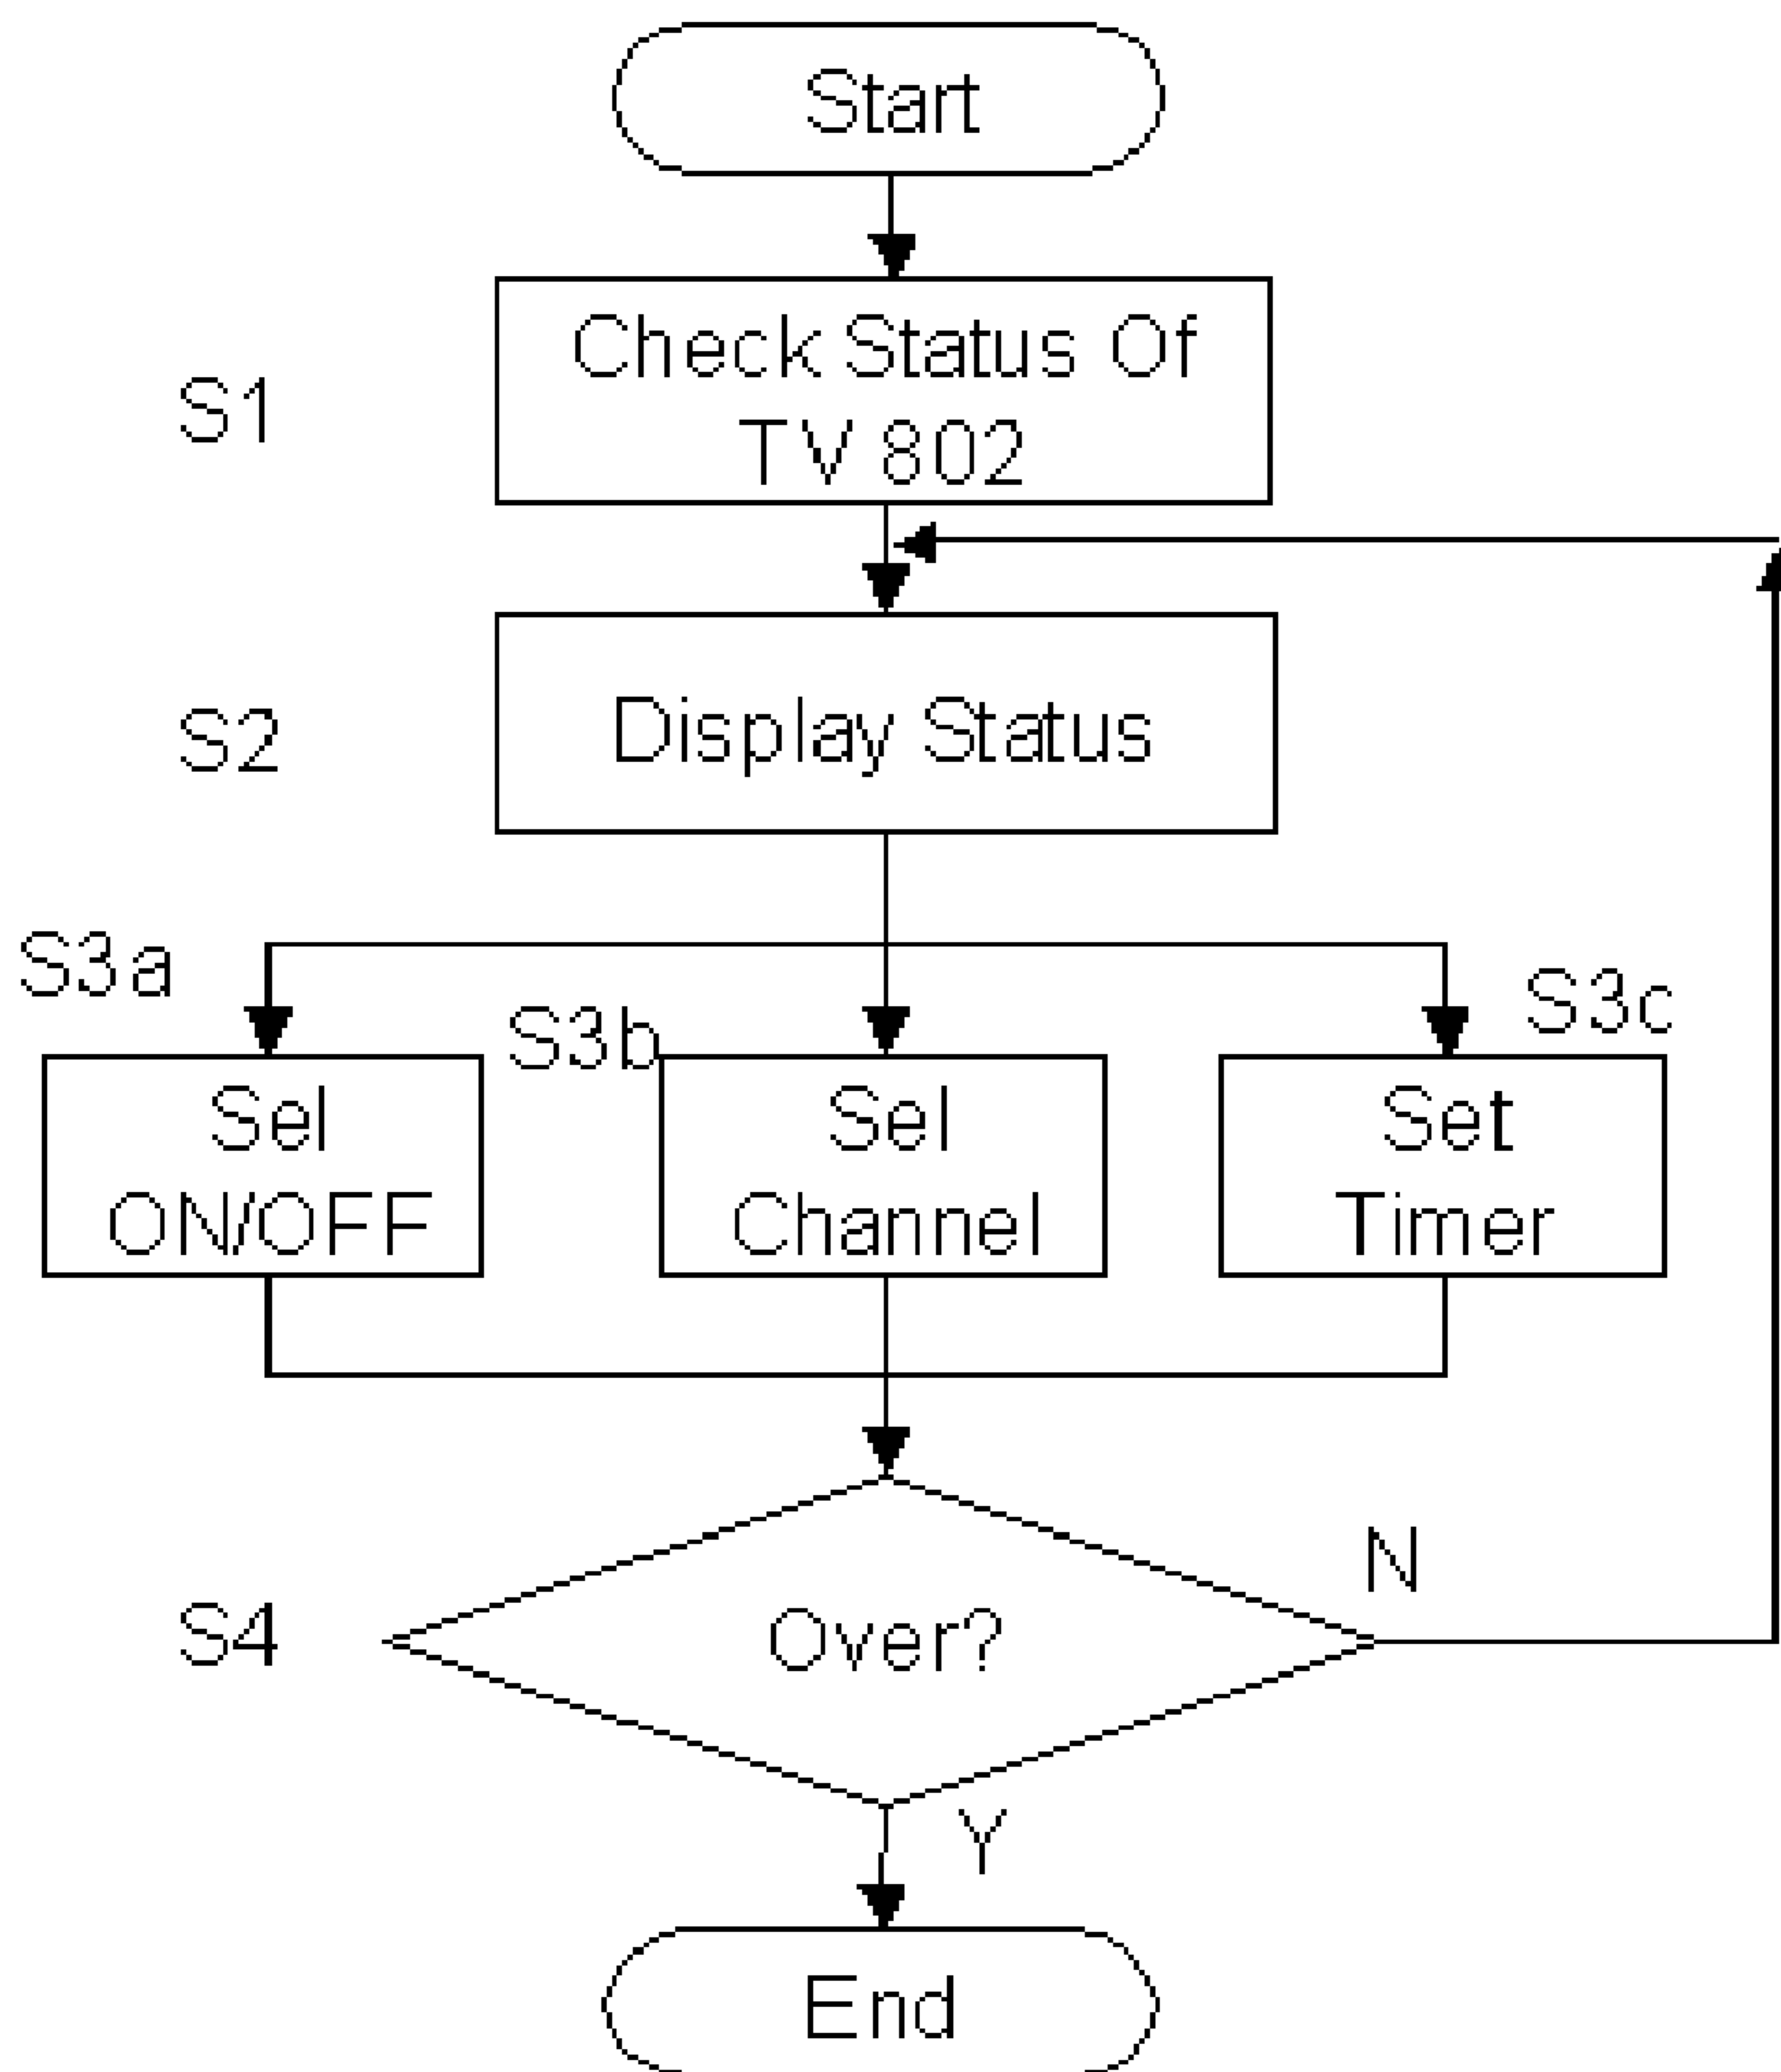 Start
S1
Check Status Of
TV 802
S2
Display Status
S3a
S3b
S3c
Sel
ON/OFF
Sel
Channel
Set
Timer
S4
Over?
N
Y
End